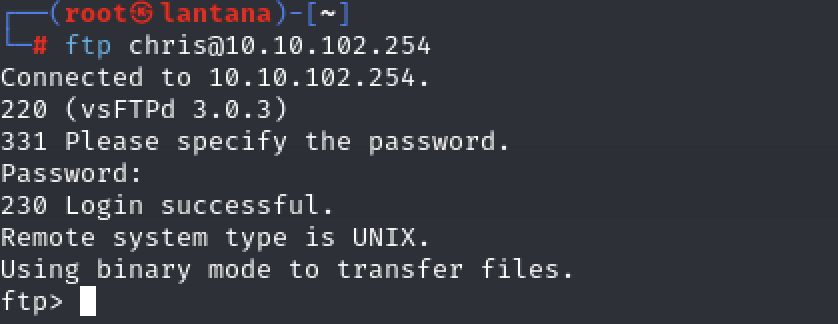 ┌──(root㉿lantana)-[~]
└─# ftp chris@10.10.102.254
Connected to 10.10.102.254.
220 (vsFTPd 3.0.3)
331 Please specify the password.
Password:
230 Login successful.
Remote system type is UNIX.
Using binary mode to transfer files.
ftp>